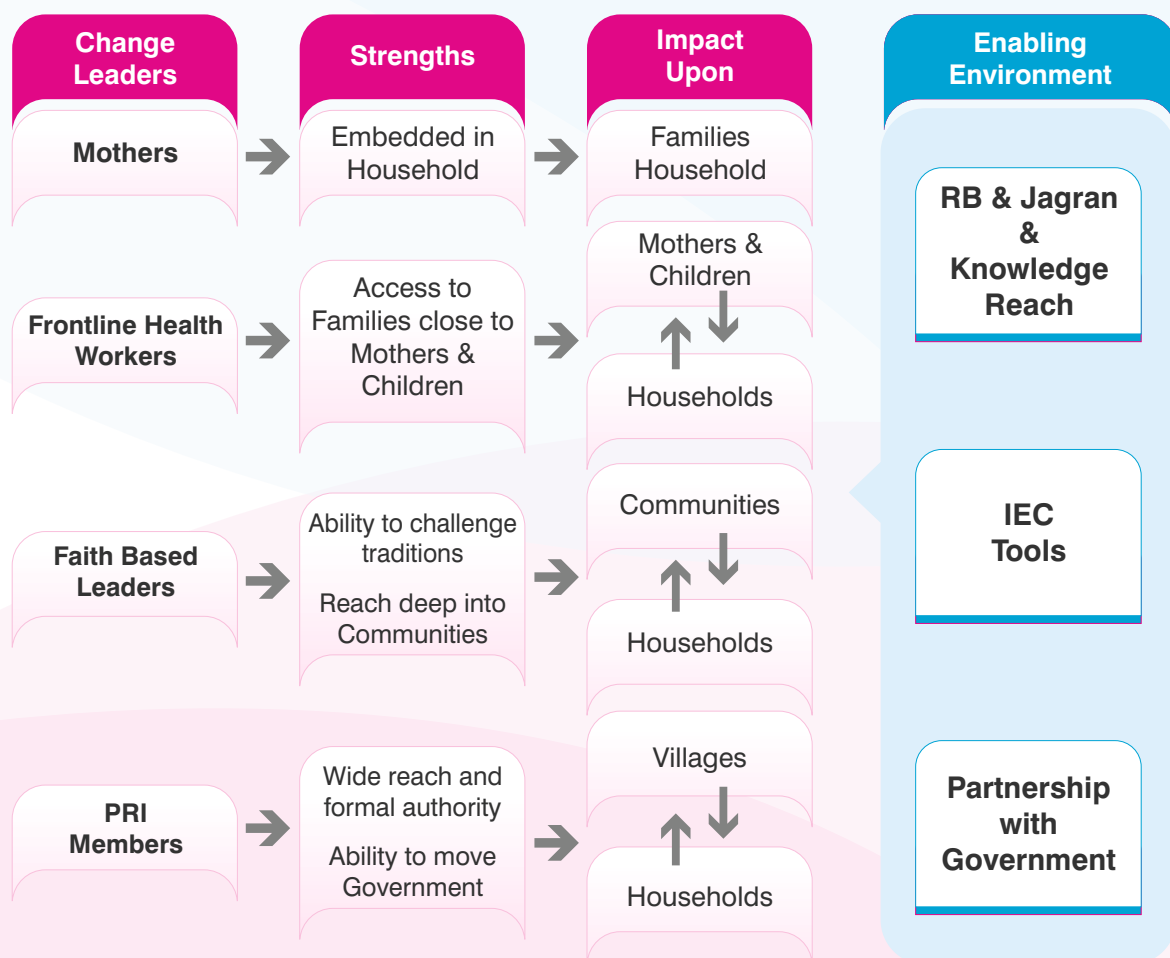 Change
Leaders
Strengths
Impact
Upon
Enabling
Environment
Mothers
Embedded in
Household
Families
Household
Frontline Health
Workers
Access to
Families close to
Mothers &
Children
Mothers &
Children
Households
Faith Based
Leaders
Ability to challenge
traditions
Reach deep into
Communities
Communities
Households
PRI
Members
Wide reach and
formal authority
Ability to move
Government
Villages
Households
RB & Jagran
&
Knowledge
Reach
IEC
Tools
Partnership
with
Government